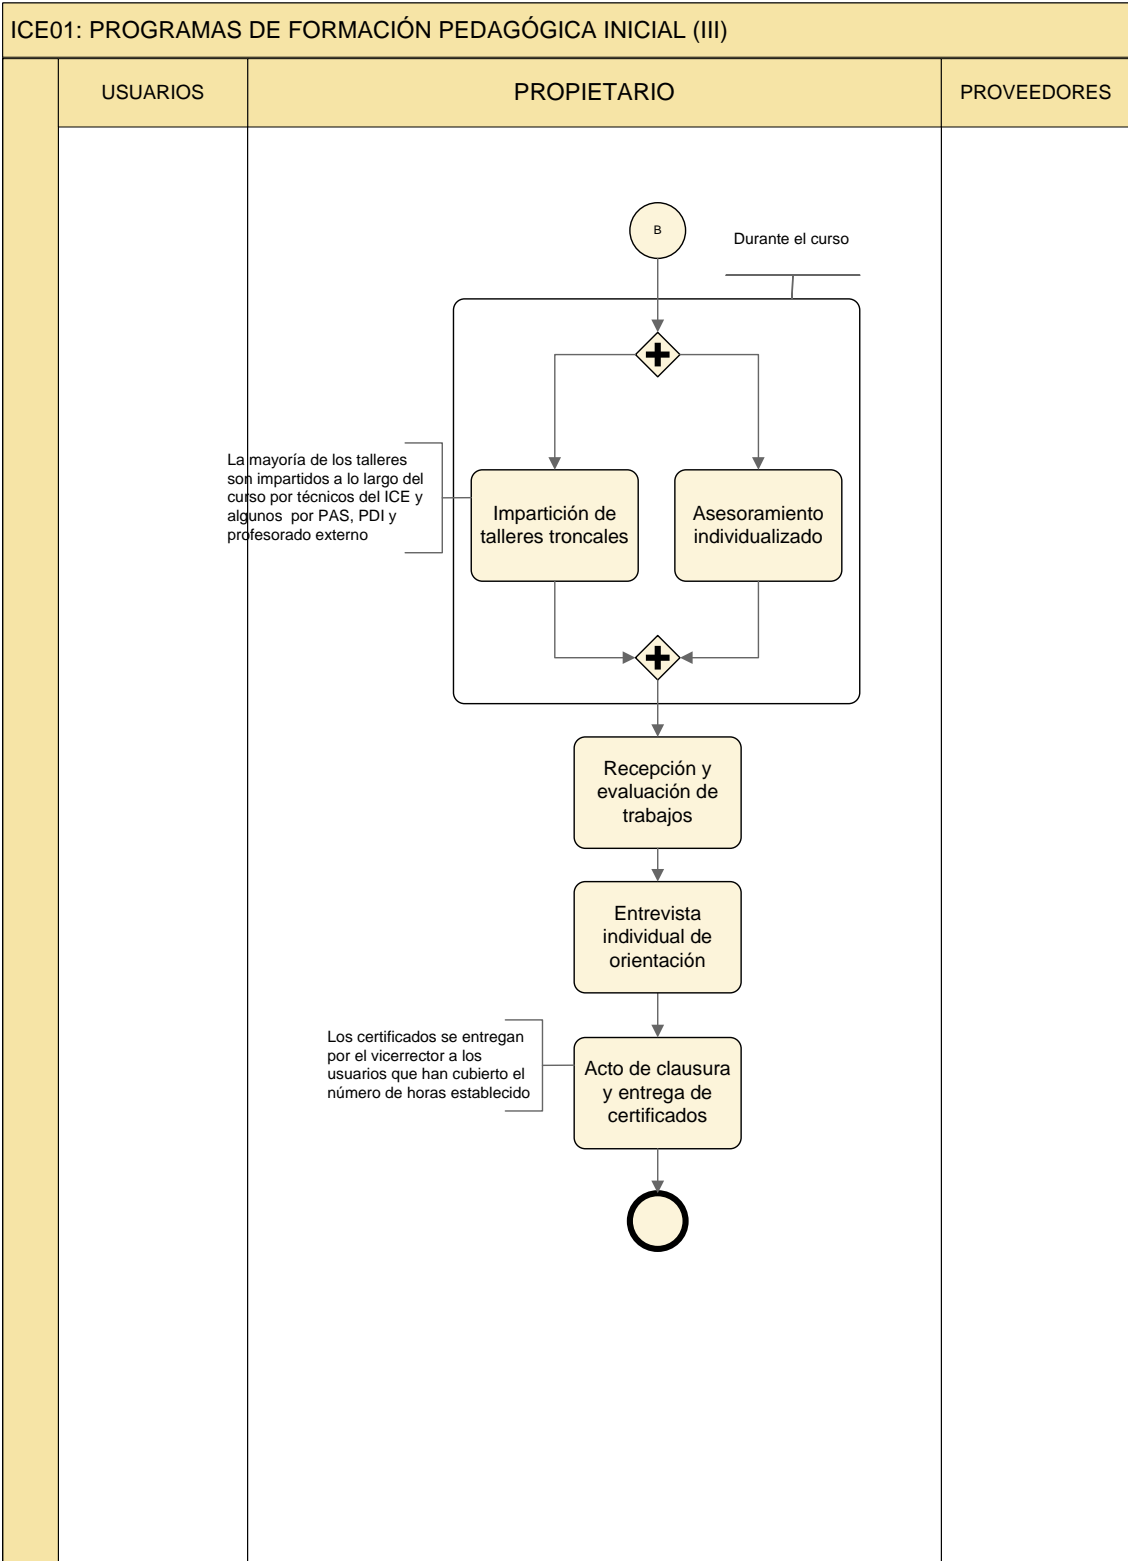 ICE01: PROGRAMAS DE FORMACIÓN PEDAGÓGICA INICIAL (III)
USUARIOS
PROPIETARIO
PROVEEDORES
B
Durante el curso
La mayoría de los talleres
son impartidos a lo largo del
curso por técnicos del ICE y
algunos por PAS, PDI y
profesorado externo
Impartición de
talleres troncales
Asesoramiento
individualizado
Recepción y
evaluación de
trabajos
Entrevista
individual de
orientación
Los certificados se entregan
por el vicerrector a los
usuarios que han cubierto el
número de horas establecido
Acto de clausura
y entrega de
certificados